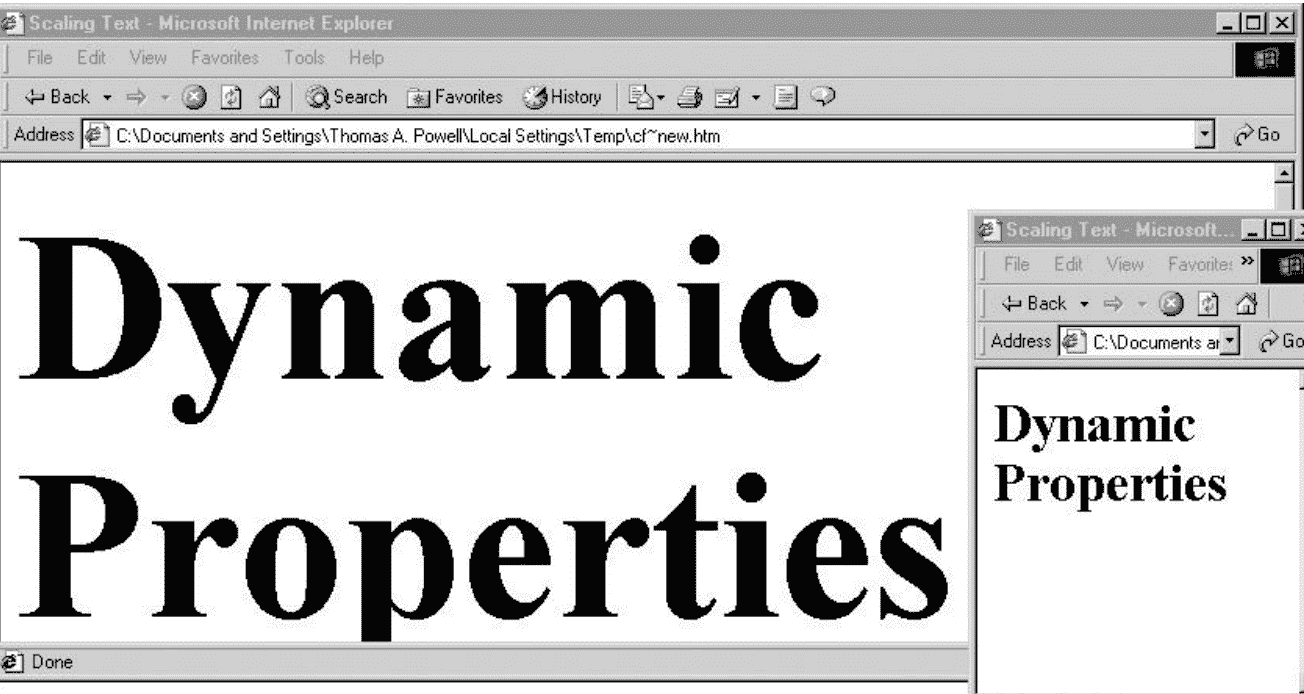 Scaling Text - Microsoft Internet Explorer
File Edit View Favorites Tools Help
Back Search Favorites History
Address C:\Documents and Settings\Thomas A. Powell\Local Settings\Temp\cf~new.htm Go
Dynamic
Properties
Done
Scaling Text - Microsoft...
File Edit View Favorites »
Back
Address C:\Documents ar Go
Dynamic
Properties